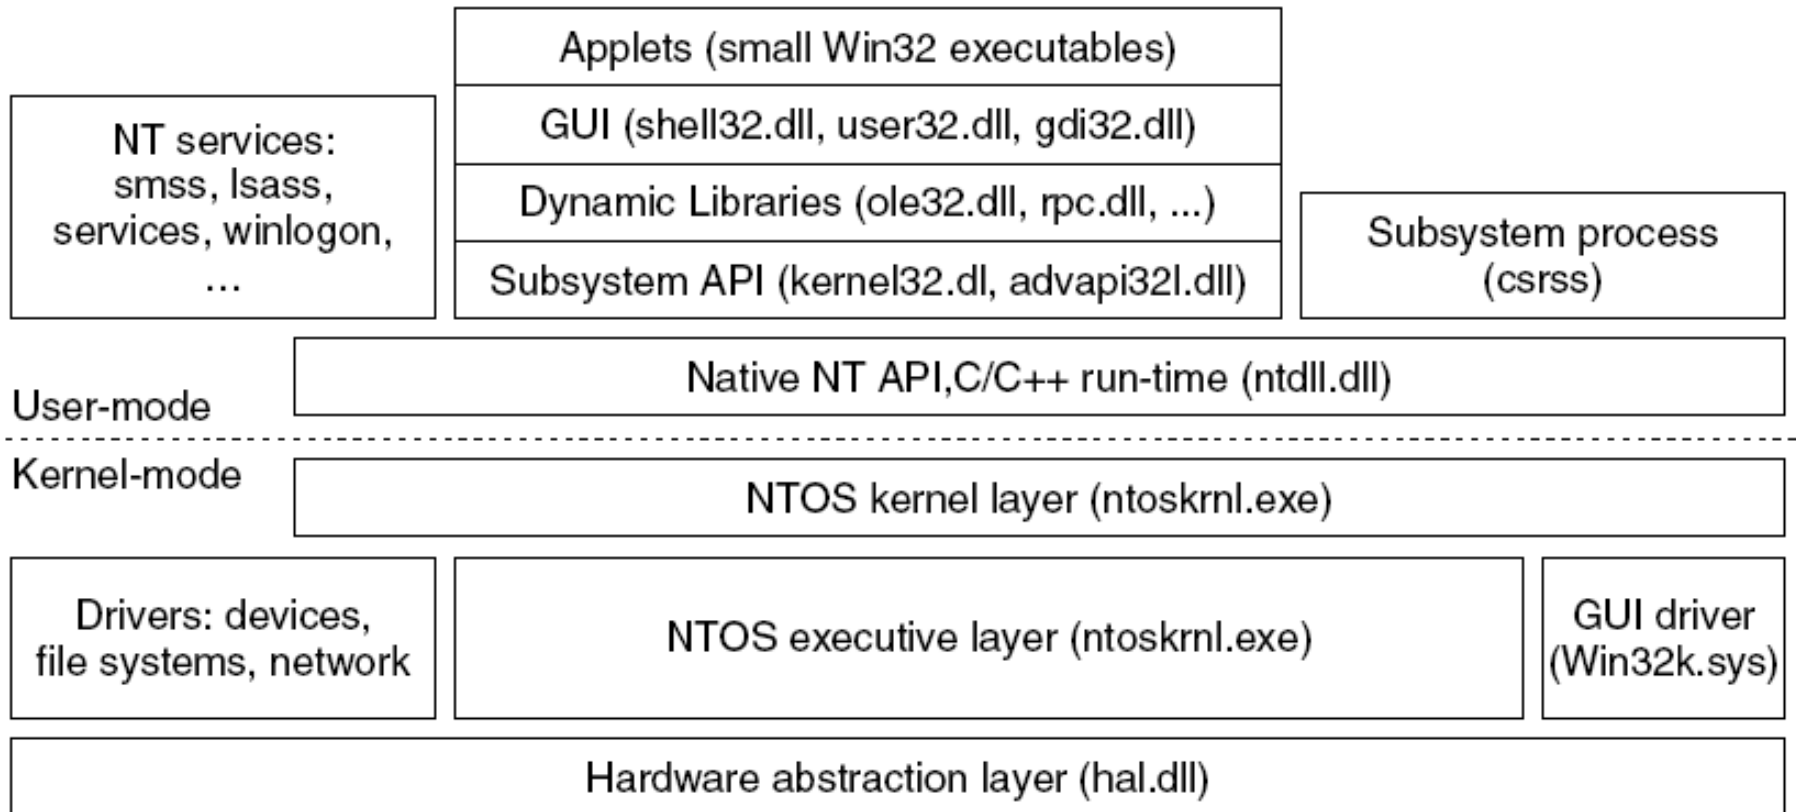 Applets (small Win32 executables)
GUI (shell32.dll, user32.dll, gdi32.dll)
Dynamic Libraries (ole32.dll, rpc.dll, ...)
Subsystem API (kernel32.dl, advapi32l.dll)
NT services:
smss, lsass,
services, winlogon,
...
Subsystem process
(csrss)
Native NT API,C/C++ run-time (ntdll.dll)
User-mode
Kernel-mode
NTOS kernel layer (ntoskrnl.exe)
Drivers: devices,
file systems, network
NTOS executive layer (ntoskrnl.exe)
GUI driver
(Win32k.sys)
Hardware abstraction layer (hal.dll)